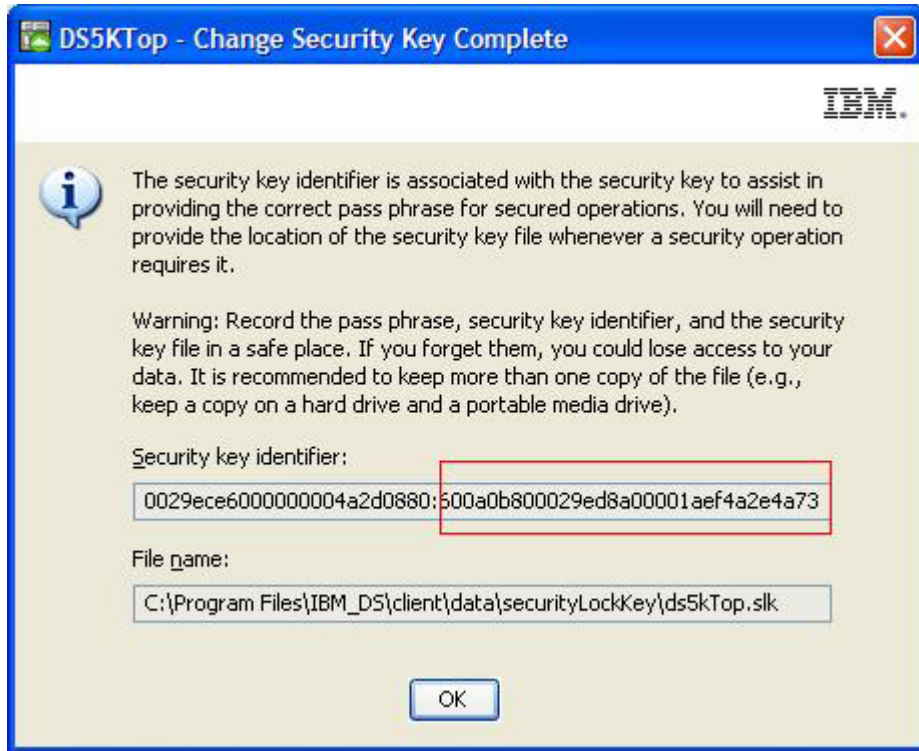 DS5KTop - Change Security Key Complete
IBM.
The security key identifier is associated with the security key to assist in
providing the correct pass phrase for secured operations. You will need to
provide the location of the security key file whenever a security operation
requires it.
Warning: Record the pass phrase, security key identifier, and the security
key file in a safe place. If you forget them, you could lose access to your
data. It is recommended to keep more than one copy of the file (e.g.,
keep a copy on a hard drive and a portable media drive).
Security key identifier:
0029ece6000000004a2d0880:600a0b800029ed8a00001aef4a2e4a73
File name:
C:\Program Files\IBM_DS\client\data\securityLockKey\ds5kTop.slk
OK